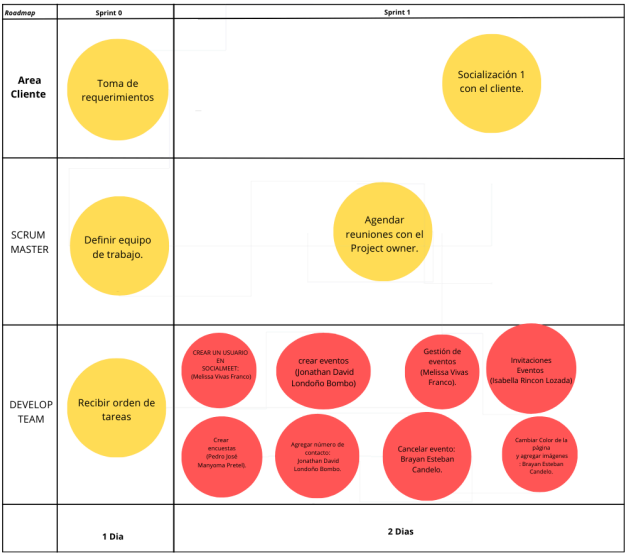 Roadmap
Sprint 0
Sprint 1
Area
Cliente
Toma de
requerimientos
Socialización 1
con el cliente.
SCRUM
MASTER
Definir equipo
de trabajo.
Agendar
reuniones con el
Project owner.
DEVELOP
TEAM
Recibir orden de
tareas
CREAR UN USUARIO
EN
SOCIALMEET:
(Melissa Vivas Franco)
crear eventos
(Jonathan David
Londoño Bombo)
Gestión de
eventos
(Melissa Vivas
Franco).
Invitaciones
Eventos
(Isabella Rincon Lozada)
Crear
encuestas
(Pedro José
Manyoma Pretel).
Agregar número de
contacto:
Jonathan David
Londoño Bombo.
Cancelar evento:
Brayan Esteban
Candelo.
Cambiar Color de la
página
y agregar imágenes
: Brayan Esteban
Candelo.
1 Dia
2 Dias